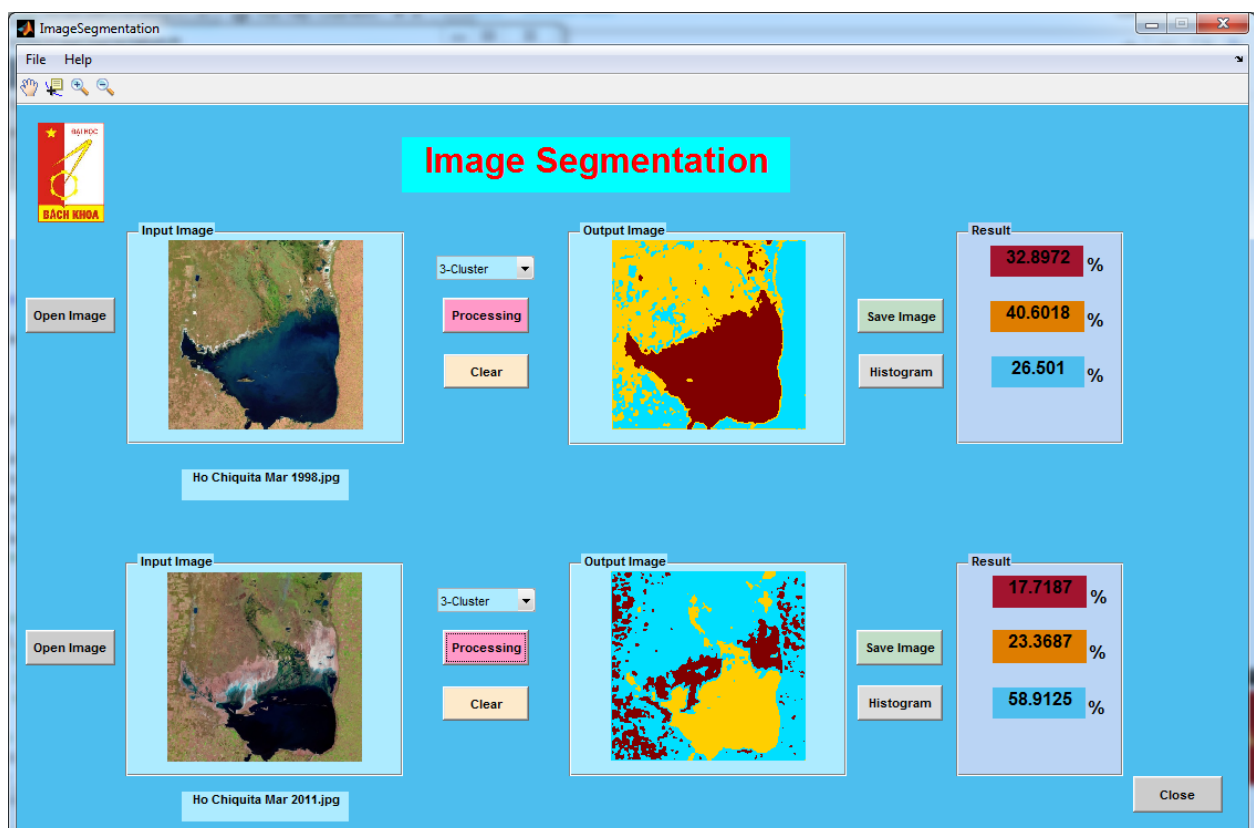 ImageSegmentation
File Help
ĐẠI HỌC
BÁCH KHOA
Image Segmentation
Input Image
Output Image
Result
Open Image
3-Cluster
Processing
Clear
Save Image
Histogram
32.8972 %
40.6018 %
26.501 %
Ho Chiquita Mar 1998.jpg
Input Image
Output Image
Result
Open Image
3-Cluster
Processing
Clear
Save Image
Histogram
17.7187 %
23.3687 %
58.9125 %
Ho Chiquita Mar 2011.jpg
Close